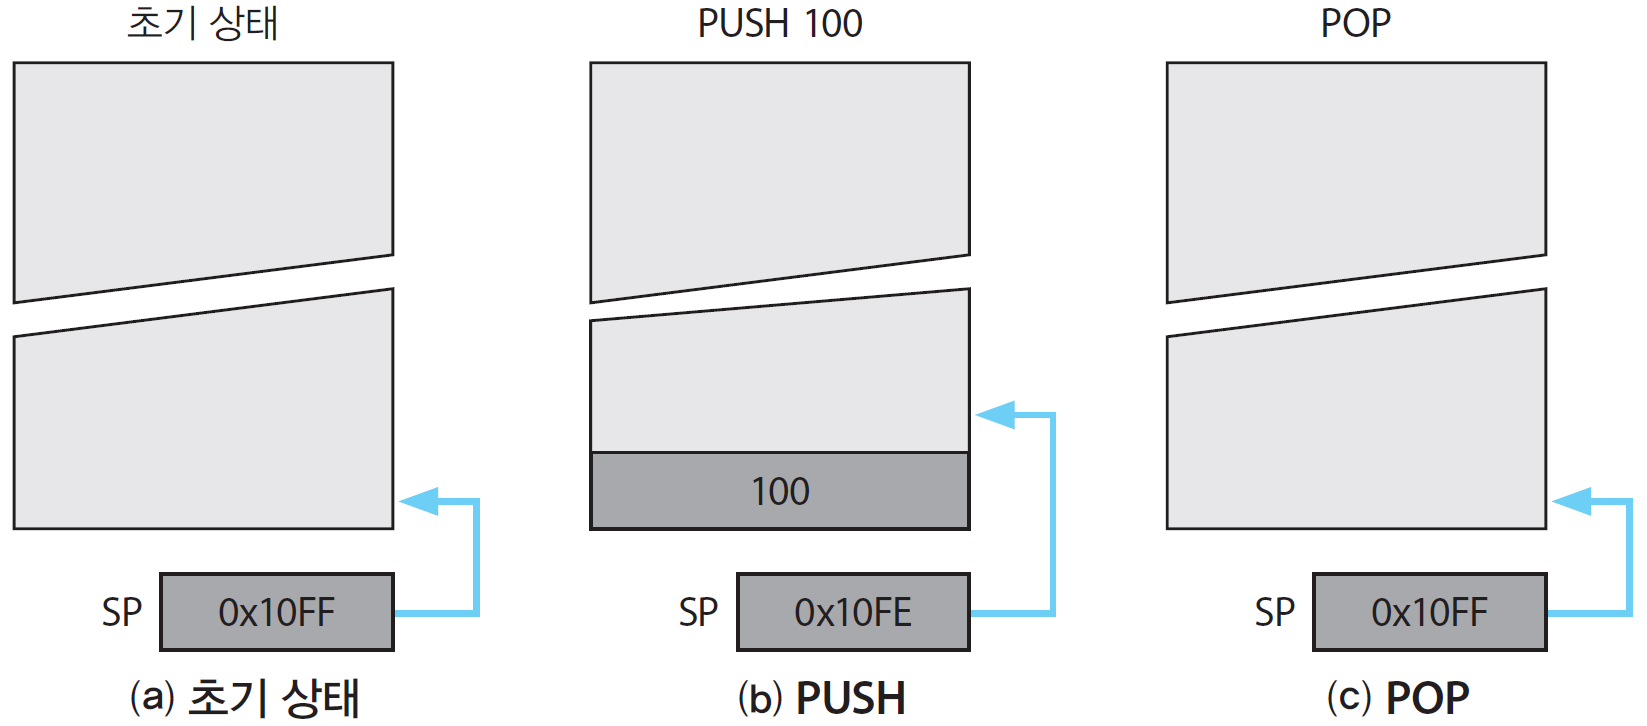 초기 상태
PUSH 100
POP
100
SP 0x10FF
SP 0x10FE
SP 0x10FF
(a) 초기 상태
(b) PUSH
(c) POP